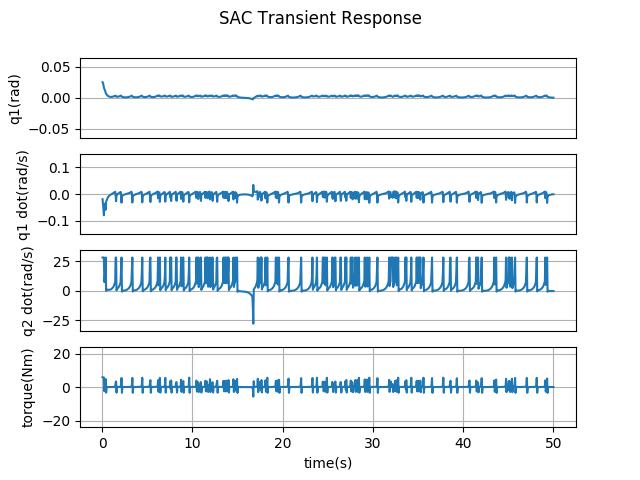 SAC Transient Response
0.05
0.00
−0.05
q1(rad)
0.1
0.0
−0.1
q1 dot(rad/s)
25
0
−25
q2 dot(rad/s)
20
0
−20
torque(Nm)
0 10 20 30 40 50
time(s)